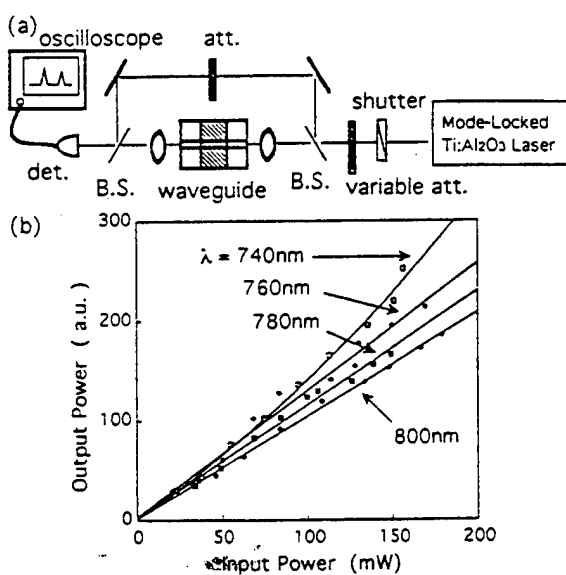 (a)
oscilloscope
att.
shutter
Mode-Locked
Ti:Al2O3 Laser
det.
B.S.
waveguide
B.S.
variable att.
(b)
300
200
100
0
Output Power ( a.u. )
λ = 740nm
760nm
780nm
800nm
0
50
100
150
200
Input Power (mW)